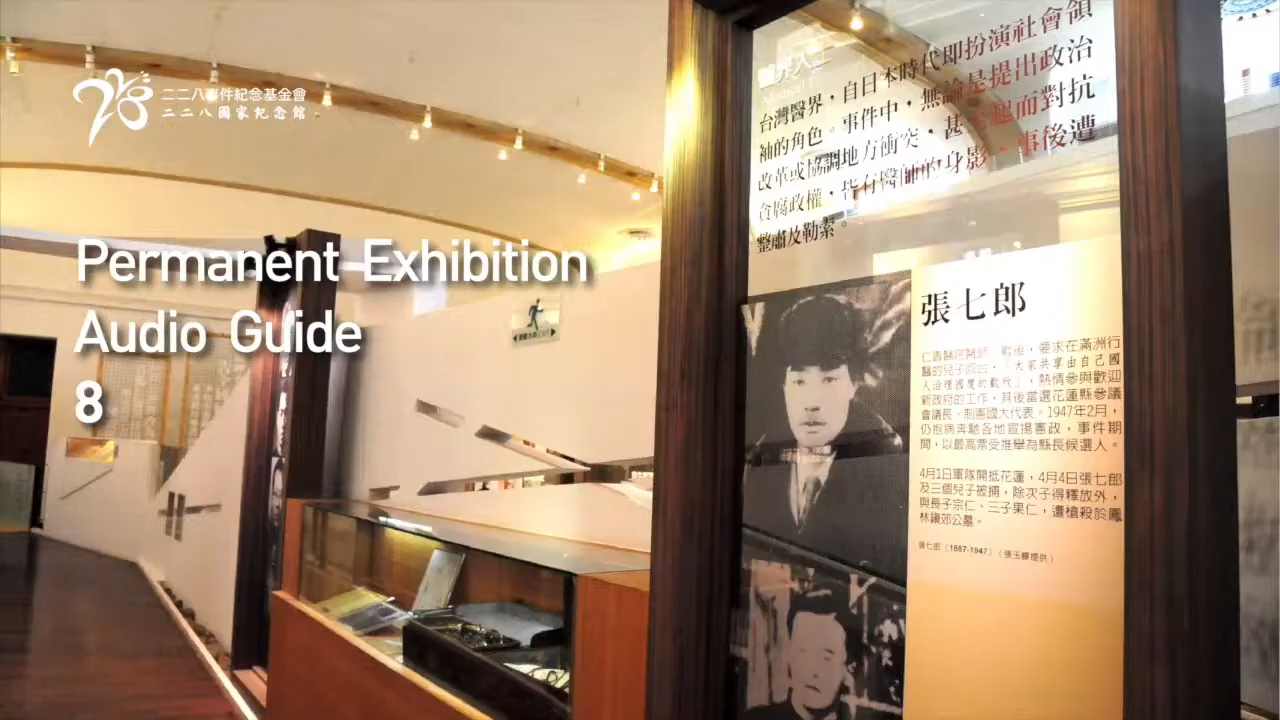 二二八事件紀念基金會
二二八國家紀念館
Permanent Exhibition
Audio Guide
8
醫界人士
台灣醫界，自日本時代即扮演社會領
袖的角色。事件中，無論是提出政治
改革或協調地方衝突，甚至起而對抗
貪腐政權，皆有醫師的身影，事後遭
整肅及勒索。
張七郎
仁壽醫院醫師。戰後，要求在滿洲行
醫的兒子回台，「大家共享由自己國
人治理國度的歡代」，熱情參與歡迎
新政府的工作，其後當選花蓮縣參議
會議長、制憲國大代表。1947年2月，
仍抱病奔馳各地宣揚憲政，事件期
間，以最高票受推舉為縣長候選人。
4月1日軍隊開抵花蓮，4月4日張七郎
及三個兒子被捕，除次子得釋放外，
與長子宗仁、三子果仁，遭槍殺於鳳
林鎮郊公墓。
張七郎（1887-1947）（張玉蟬提供）